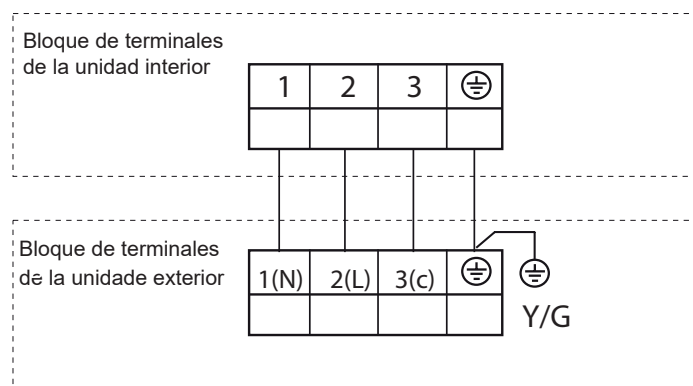 Bloque de terminales
de la unidad interior
1 2 3
Bloque de terminales
de la unidade exterior
1(N) 2(L) 3(c)
Y/G